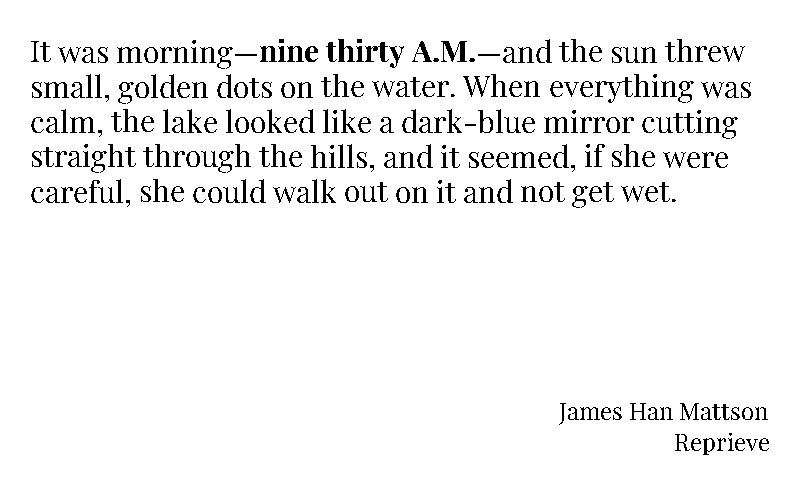 It was morning—nine thirty A.M.—and the sun threw
small, golden dots on the water. When everything was
calm, the lake looked like a dark-blue mirror cutting
straight through the hills, and it seemed, if she were
careful, she could walk out on it and not get wet.
James Han Mattson
Reprieve